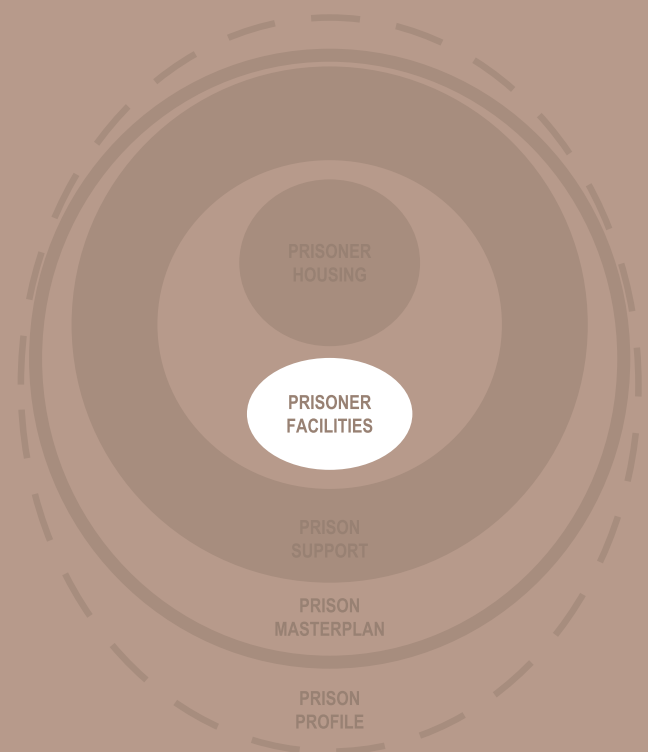 PRISONER
HOUSING
PRISONER
FACILITIES
PRISON
SUPPORT
PRISON
MASTERPLAN
PRISON
PROFILE